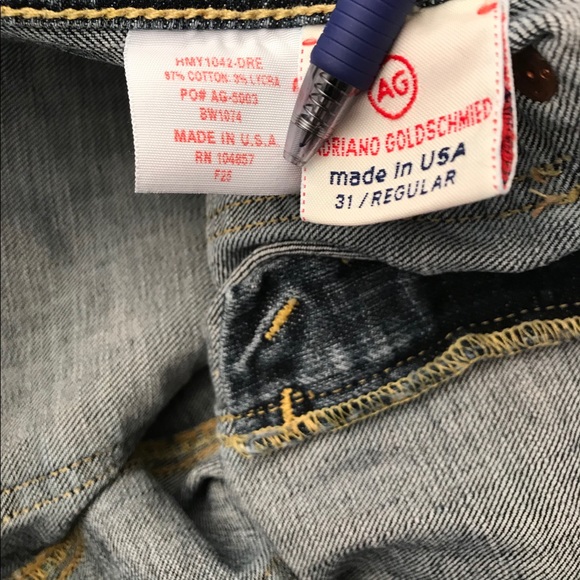 HMY1042-DRE
97% COTTON: 3% LYCRA
PO# AG-5003
BW1074
MADE IN U.S.A.
RN 104857
F25
AG
ADRIANO GOLDSCHMIED
made in USA
31 / REGULAR